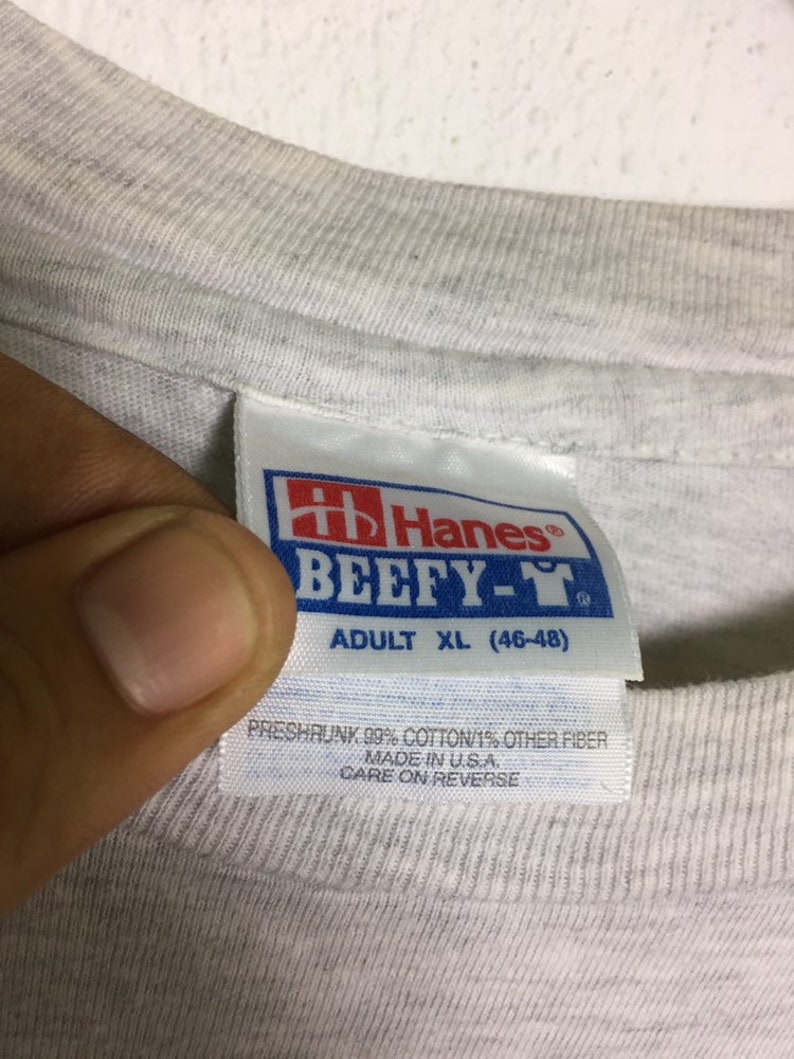 Hanes®
BEEFY-T®
ADULT XL (46-48)
PRESHRUNK 99% COTTON/1% OTHER FIBER
MADE IN U.S.A.
CARE ON REVERSE